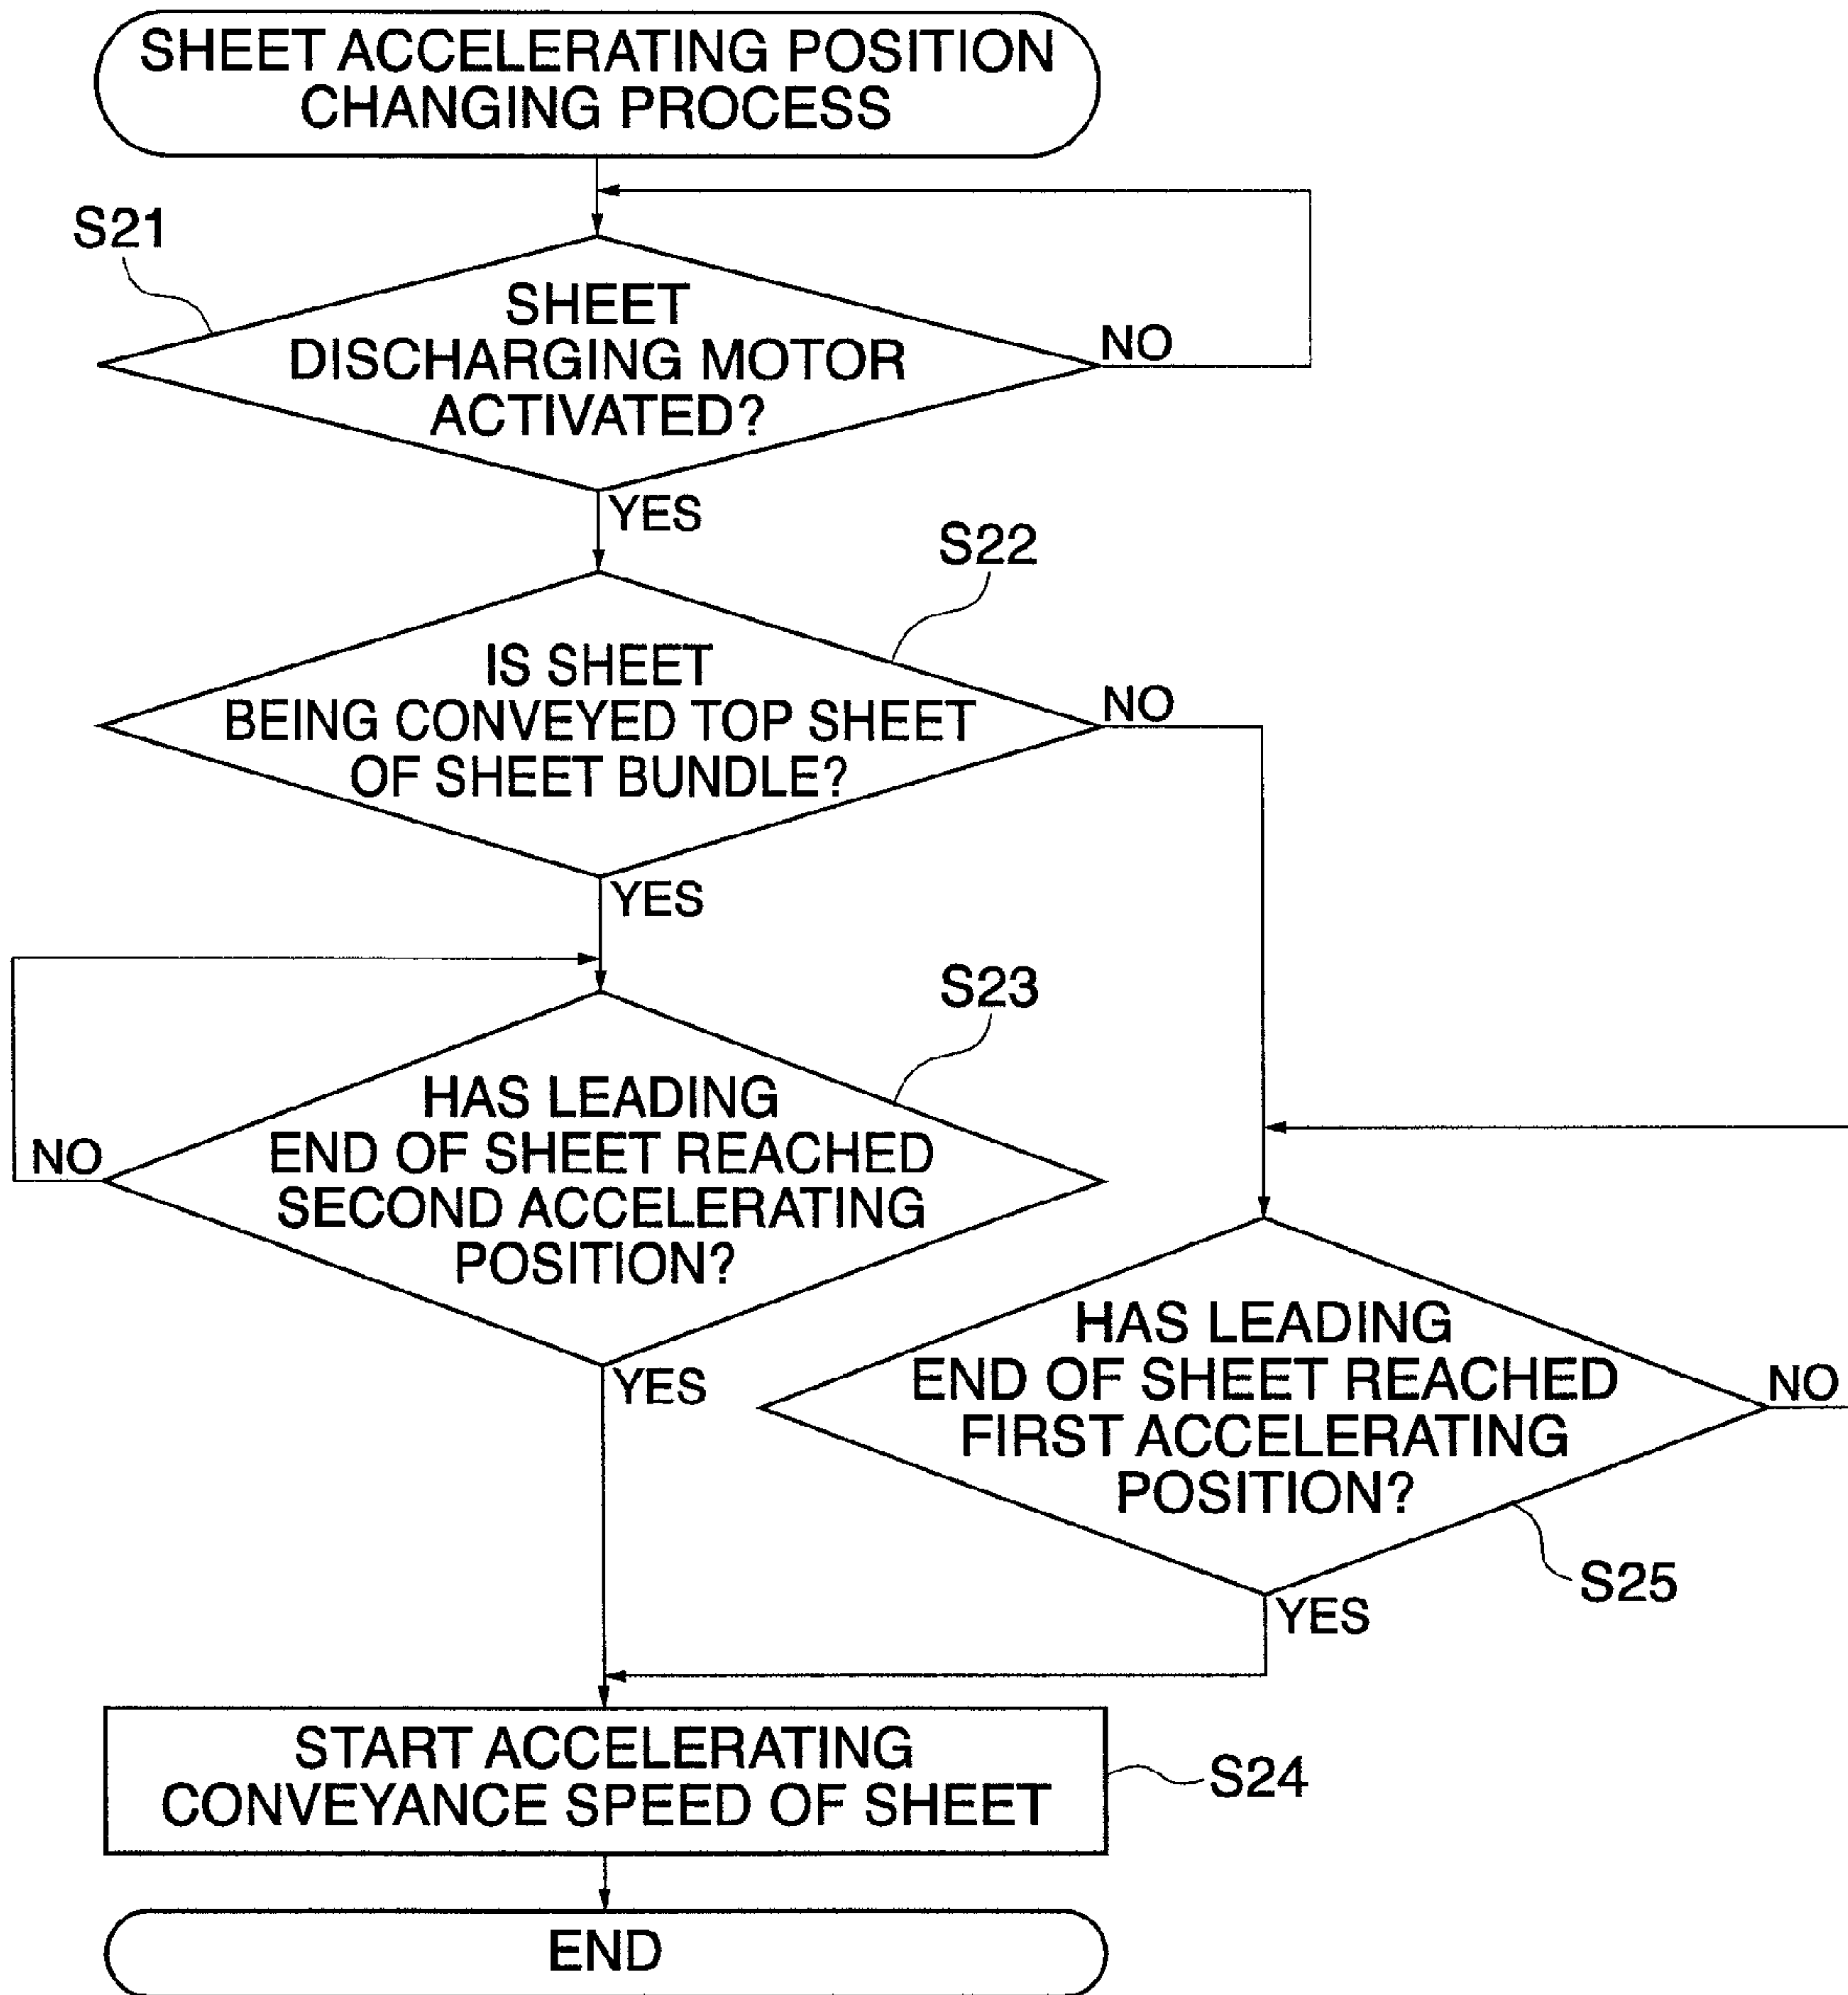 SHEET ACCELERATING POSITION
CHANGING PROCESS
S21
SHEET
DISCHARGING MOTOR
ACTIVATED?
NO
YES
S22
IS SHEET
BEING CONVEYED TOP SHEET
OF SHEET BUNDLE?
NO
YES
S23
HAS LEADING
END OF SHEET REACHED
SECOND ACCELERATING
POSITION?
NO
YES
HAS LEADING
END OF SHEET REACHED
FIRST ACCELERATING
POSITION?
NO
S25
YES
START ACCELERATING
CONVEYANCE SPEED OF SHEET
S24
END